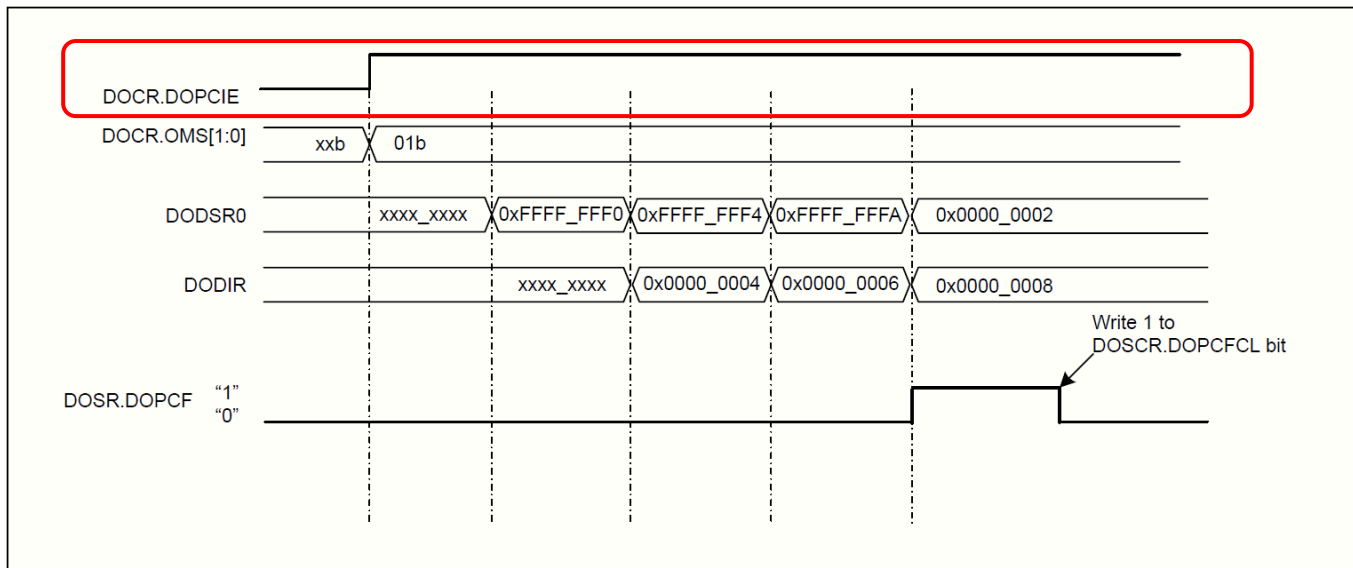 DOCR.DOPCIE
DOCR.OMS[1:0] xxb 01b
DODSR0 xxxx_xxxx 0xFFFF_FFF0 0xFFFF_FFF4 0xFFFF_FFFA 0x0000_0002
DODIR xxxx_xxxx 0x0000_0004 0x0000_0006 0x0000_0008
Write 1 to
DOSCR.DOPCFCL bit
DOSR.DOPCF “1”
“0”